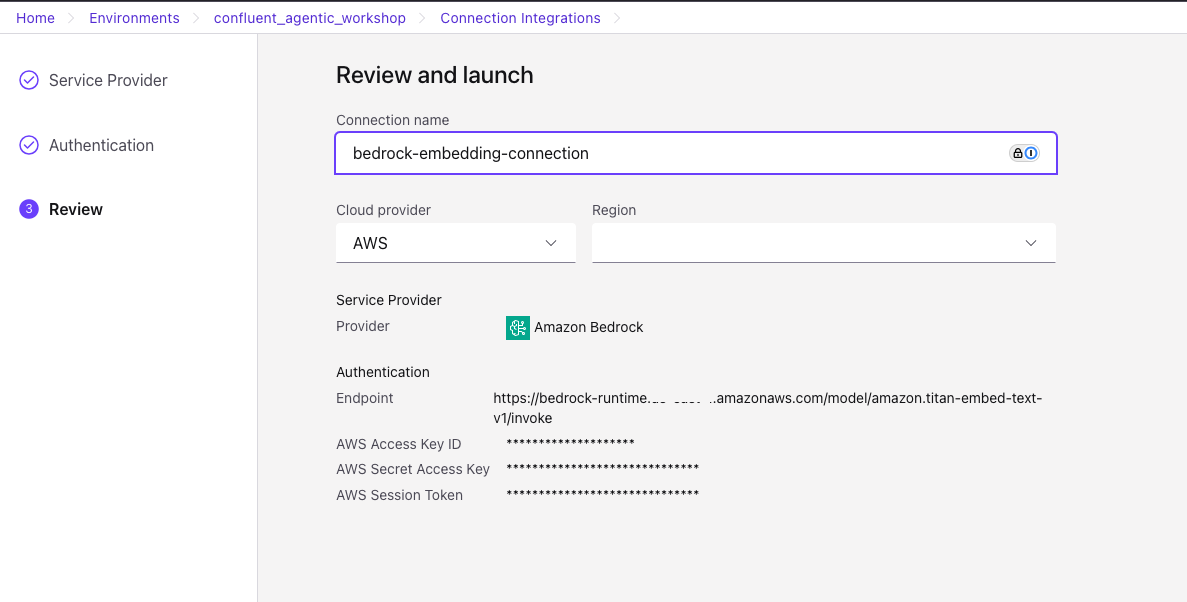 Home Environments confluent_agentic_workshop Connection Integrations
Service Provider
Authentication
3 Review
Review and launch
Connection name
bedrock-embedding-connection
Cloud provider Region
AWS
Service Provider
Provider Amazon Bedrock
Authentication
Endpoint https://bedrock-runtime. .amazonaws.com/model/amazon.titan-embed-text-
v1/invoke
AWS Access Key ID ********************
AWS Secret Access Key ******************************
AWS Session Token ******************************